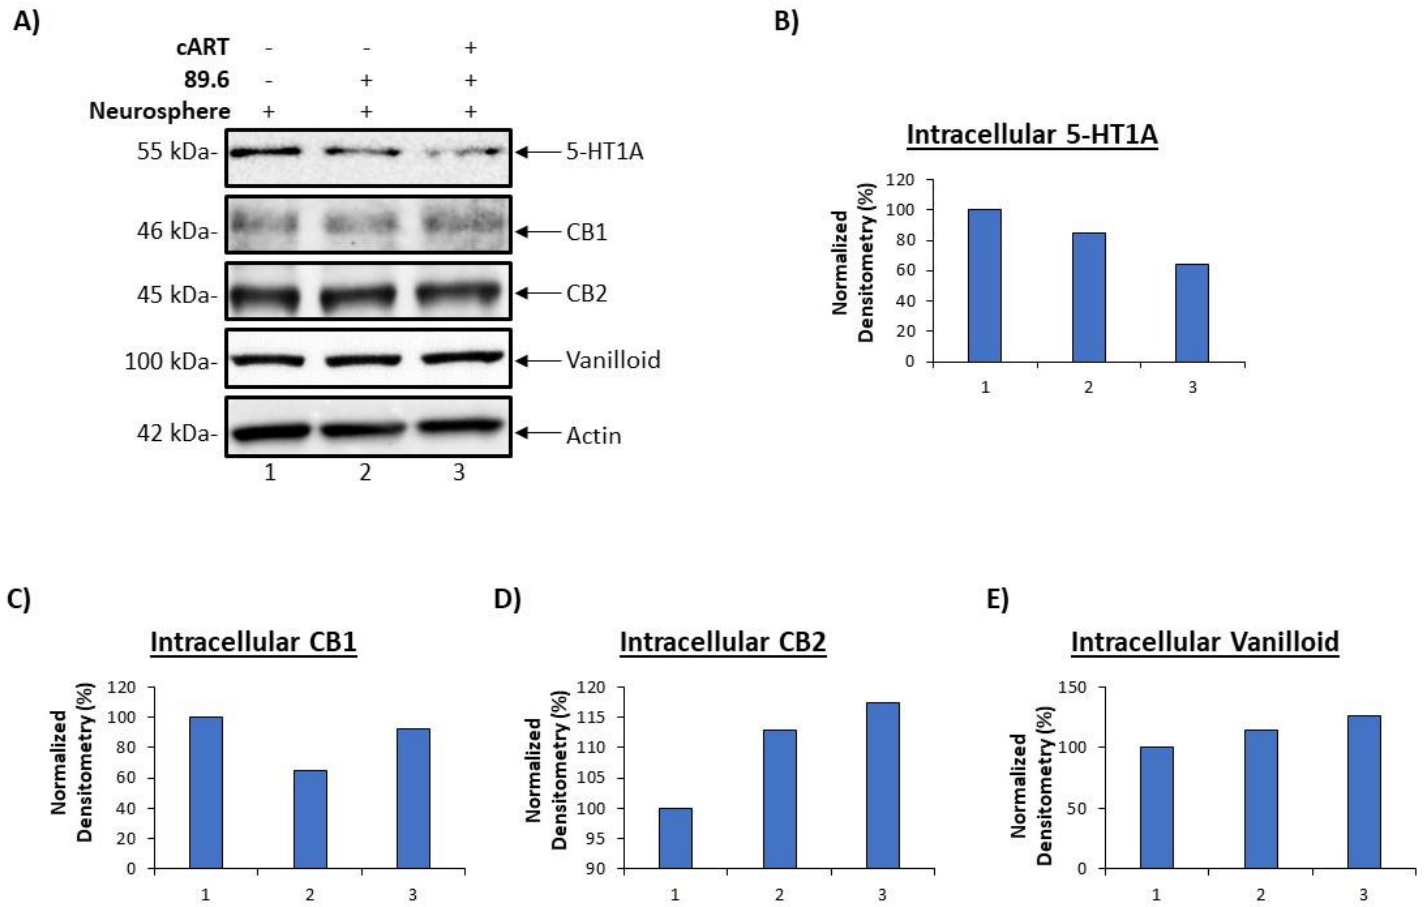 A)
cART - - +
89.6 - + +
Neurosphere + + +
55 kDa- 5-HT1A
46 kDa- CB1
45 kDa- CB2
100 kDa- Vanilloid
42 kDa- Actin
1 2 3
B)
Intracellular 5-HT1A
Normalized
Densitometry (%)
120
100
80
60
40
20
0
1 2 3
C)
Intracellular CB1
Normalized
Densitometry (%)
120
100
80
60
40
20
0
1 2 3
D)
Intracellular CB2
Normalized
Densitometry (%)
120
115
110
105
100
95
90
1 2 3
E)
Intracellular Vanilloid
Normalized
Densitometry (%)
150
100
50
0
1 2 3